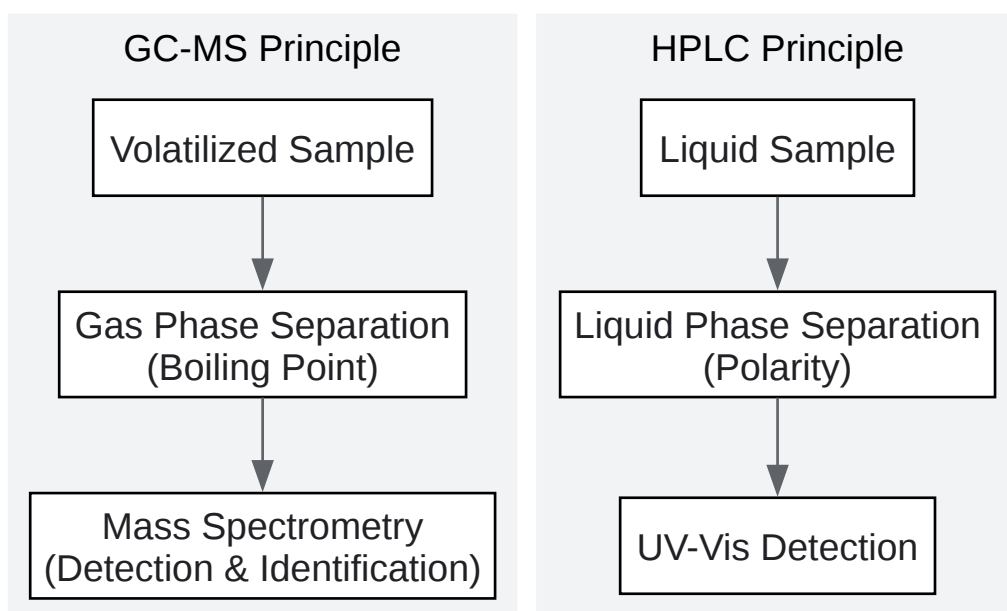 GC-MS Principle
Volatilized Sample
Gas Phase Separation
(Boiling Point)
Mass Spectrometry
(Detection & Identification)
HPLC Principle
Liquid Sample
Liquid Phase Separation
(Polarity)
UV-Vis Detection